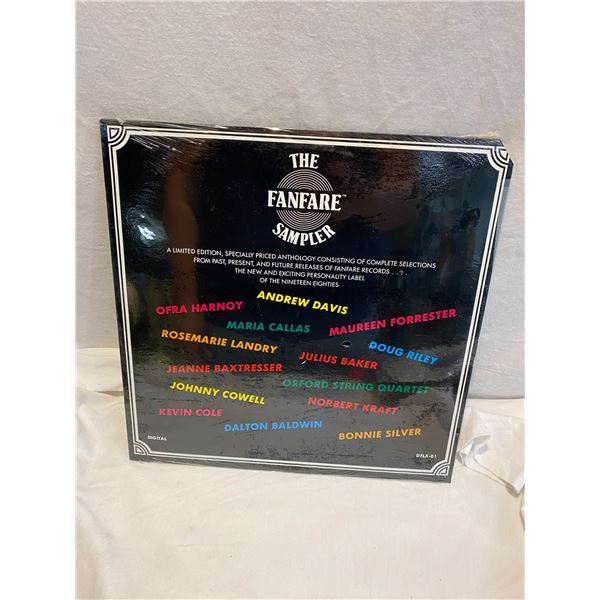 THE
FANFARE™
SAMPLER
A LIMITED EDITION, SPECIALLY PRICED ANTHOLOGY CONSISTING OF COMPLETE SELECTIONS
FROM PAST, PRESENT, AND FUTURE RELEASES OF FANFARE RECORDS . . .
THE NEW AND EXCITING PERSONALITY LABEL
OF THE NINETEEN EIGHTIES
ANDREW DAVIS
OFRA HARNOY
MARIA CALLAS
MAUREEN FORRESTER
ROSEMARIE LANDRY
DOUG RILEY
JULIUS BAKER
JEANNE BAXTRESSER
ORFORD STRING QUARTET
JOHNNY COWELL
NORBERT KRAFT
KEVIN COLE
DALTON BALDWIN
BONNIE SILVER
DIGITAL
DFLX-01